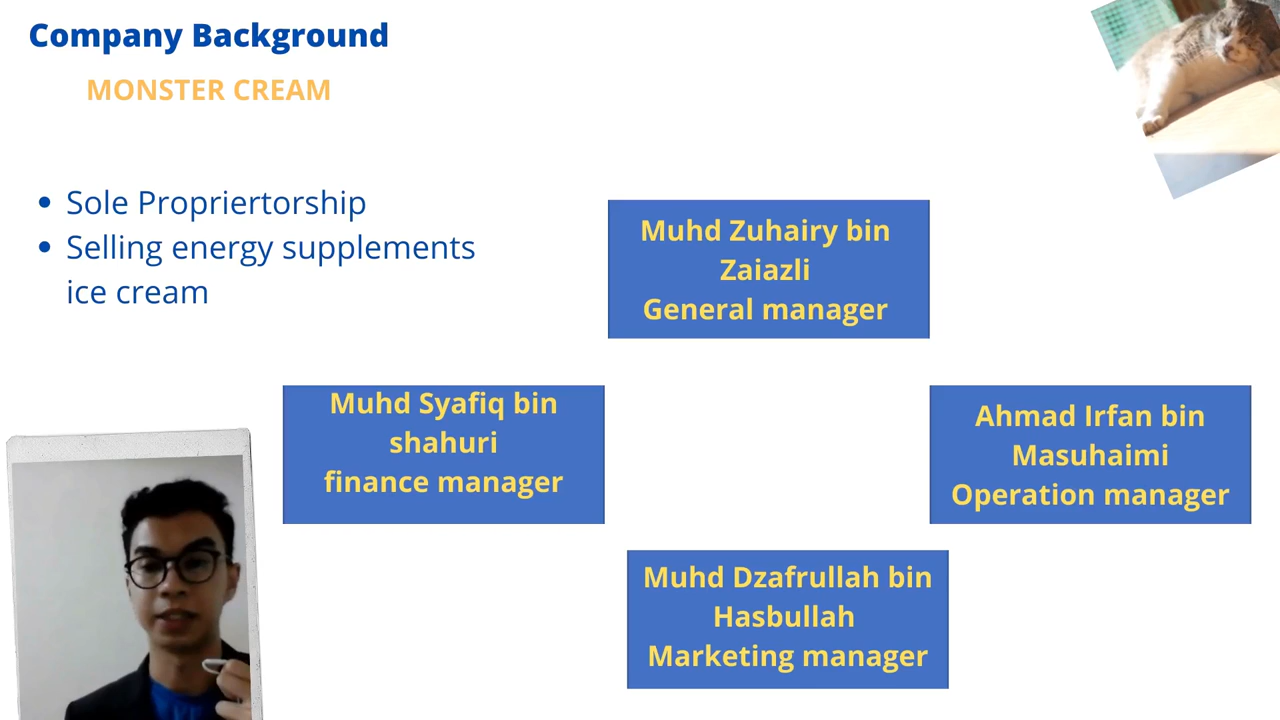 Company Background
MONSTER CREAM
Sole Propriertorship
Selling energy supplements
ice cream
Muhd Zuhairy bin
Zaiazli
General manager
Muhd Syafiq bin
shahuri
finance manager
Ahmad Irfan bin
Masuhaimi
Operation manager
Muhd Dzafrullah bin
Hasbullah
Marketing manager